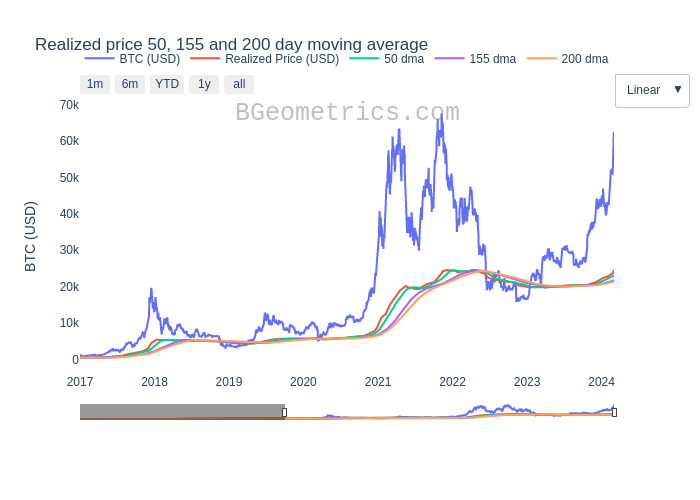 Realized price 50, 155 and 200 day moving average
BTC (USD) Realized Price (USD) 50 dma 155 dma 200 dma
1m 6m YTD 1y all
Linear ▼
BGeometrics.com
70k
60k
50k
40k
30k
20k
10k
0
BTC (USD)
2017 2018 2019 2020 2021 2022 2023 2024